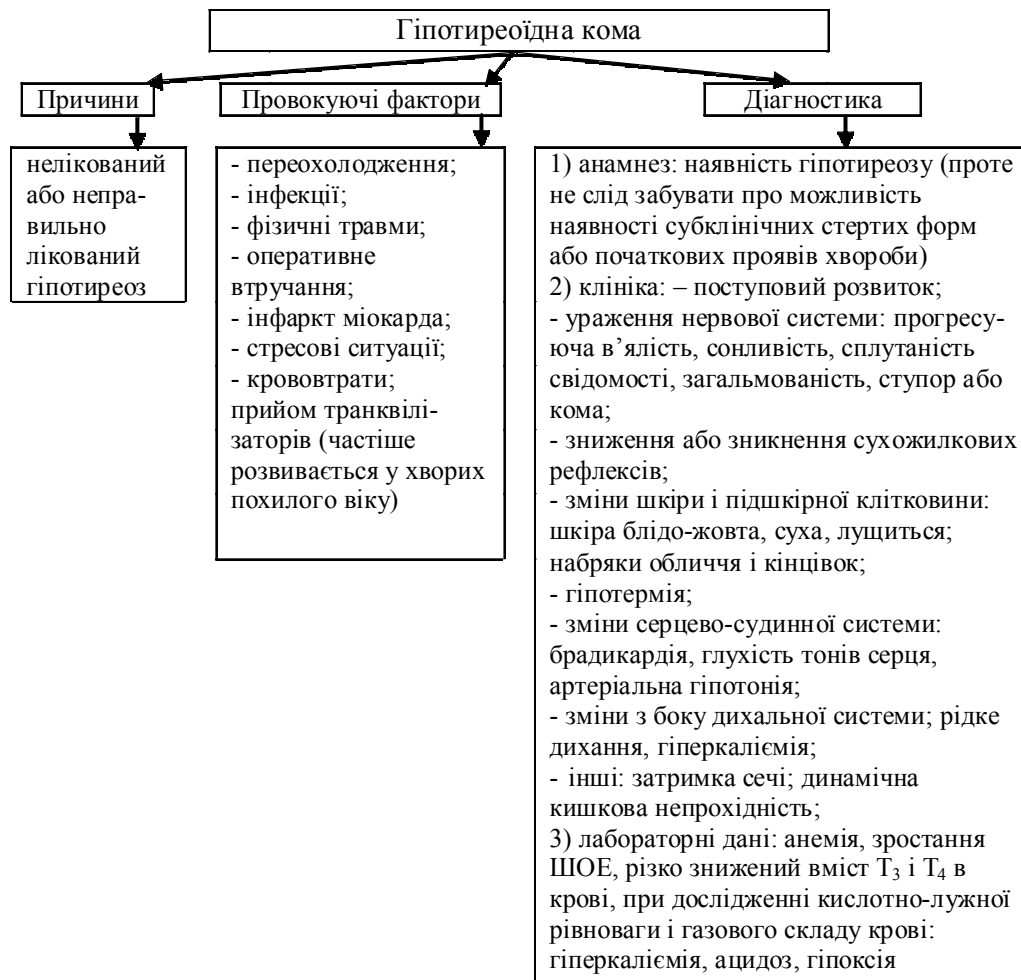 Гіпотиреоїдна кома
Причини
Провокуючі фактори
Діагностика
нелікований
або непра-
вильно
лікований
гіпотиреоз
- переохолодження;
- інфекції;
- фізичні травми;
- оперативне
втручання;
- інфаркт міокарда;
- стресові ситуації;
- крововтрати;
прийом транквілі-
заторів (частіше
розвивається у хворих
похилого віку)
1) анамнез: наявність гіпотиреозу (проте
не слід забувати про можливість
наявності субклінічних стертих форм
або початкових проявів хвороби)
2) клініка: – поступовий розвиток;
- ураження нервової системи: прогресу-
юча в’ялість, сонливість, сплутаність
свідомості, загальмованість, ступор або
кома;
- зниження або зникнення сухожилкових
рефлексів;
- зміни шкіри і підшкірної клітковини:
шкіра блідо-жовта, суха, лущиться;
набряки обличчя і кінцівок;
- гіпотермія;
- зміни серцево-судинної системи:
брадикардія, глухість тонів серця,
артеріальна гіпотонія;
- зміни з боку дихальної системи; рідке
дихання, гіперкаліємія;
- інші: затримка сечі; динамічна
кишкова непрохідність;
3) лабораторні дані: анемія, зростання
ШОЕ, різко знижений вміст Т₃ і Т₄ в
крові, при дослідженні кислотно-лужної
рівноваги і газового складу крові:
гіперкаліємія, ацидоз, гіпоксія